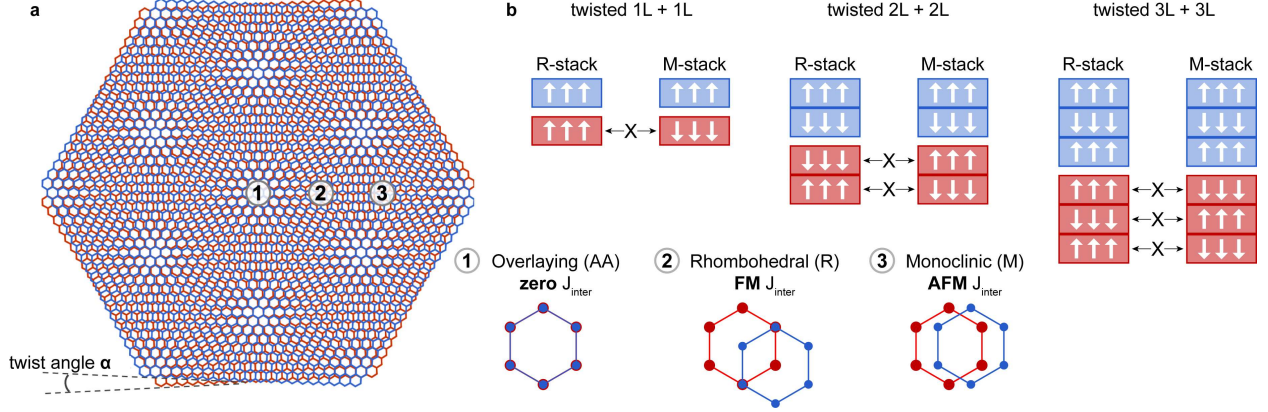 a
1
2
3
twist angle α
b
twisted 1L + 1L
R-stack
M-stack
X
twisted 2L + 2L
R-stack
M-stack
X
X
twisted 3L + 3L
R-stack
M-stack
X
X
X
1 Overlaying (AA)
zero Jinter
2 Rhombohedral (R)
FM Jinter
3 Monoclinic (M)
AFM Jinter